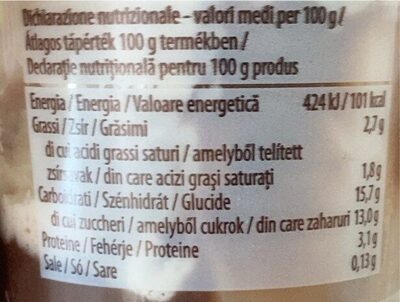 Dichiarazione nutrizionale - valori medi per 100 g /
Átlagos tápérték 100 g termékben /
Declarație nutrițională pentru 100 g produs
Energia / Energia / Valoare energetică 424 kJ / 101 kcal
Grassi / Zsír / Grăsimi 2,7 g
di cui acidi grassi saturi / amelyből telített
zsírsavak / din care acizi grași saturați 1,8 g
Carboidrati / Szénhidrát / Glucide 15,7 g
di cui zuccheri / amelyből cukrok / din care zaharuri 13,0 g
Proteine / Fehérje / Proteine 3,1 g
Sale / Só / Sare 0,13 g